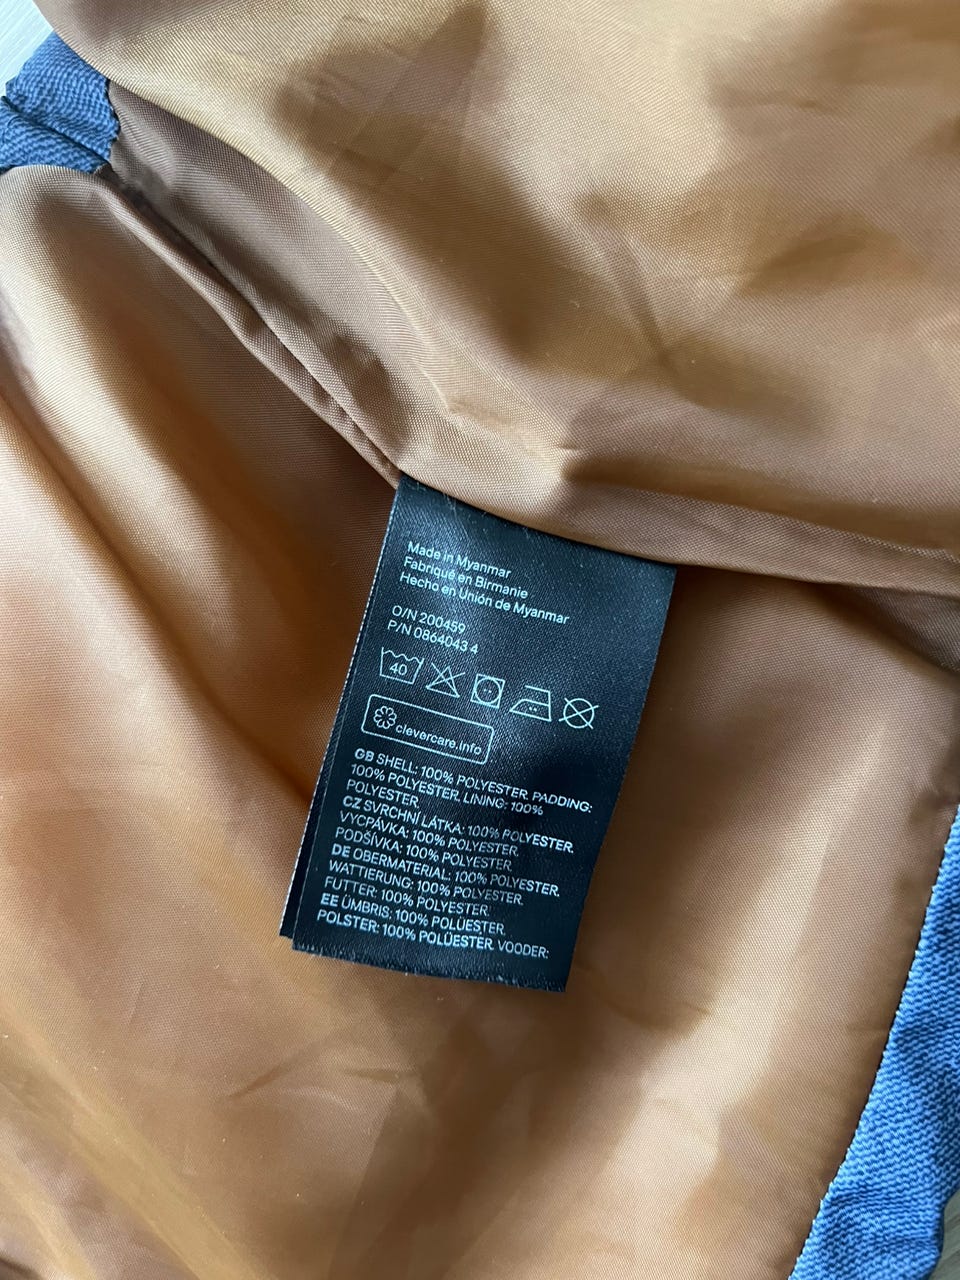 Made in Myanmar
Fabriqué en Birmanie
Hecho en Unión de Myanmar
O/N 200459
P/N 0864043 4
40
clevercare.info
GB SHELL: 100% POLYESTER. PADDING:
100% POLYESTER. LINING: 100%
POLYESTER.
CZ SVRCHNÍ LÁTKA: 100% POLYESTER.
VYCPÁVKA: 100% POLYESTER.
PODŠÍVKA: 100% POLYESTER.
DE OBERMATERIAL: 100% POLYESTER.
WATTIERUNG: 100% POLYESTER.
FUTTER: 100% POLYESTER.
EE ÜMBRIS: 100% POLÜESTER.
POLSTER: 100% POLÜESTER. VOODER: